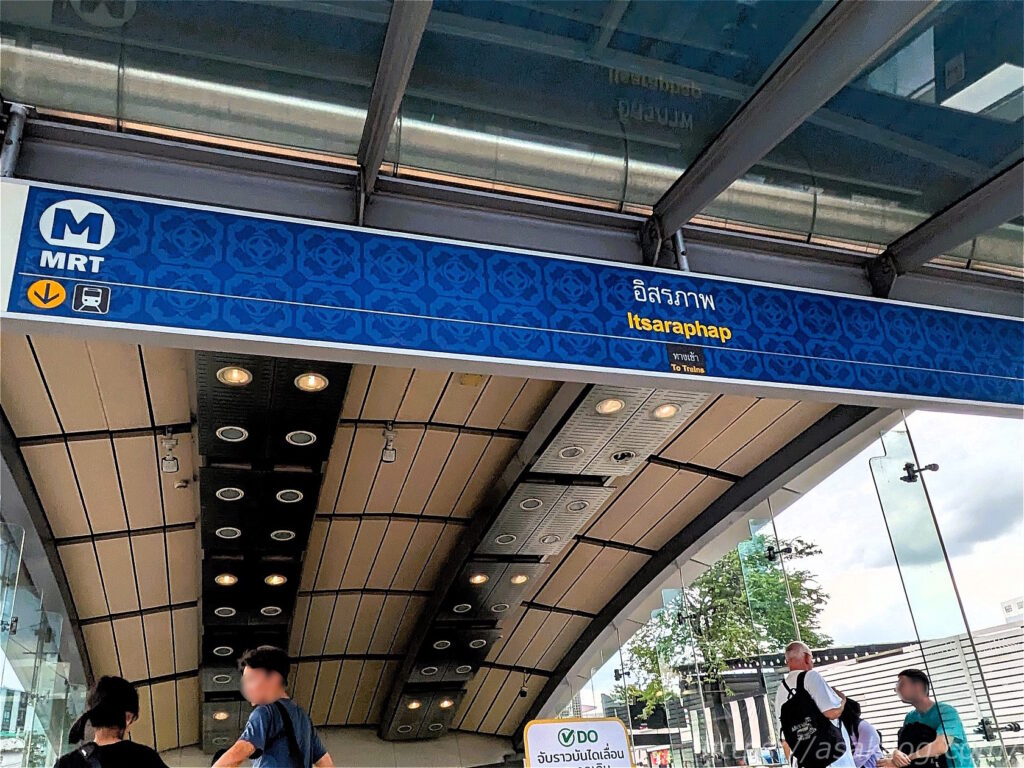 M
MRT
อิสรภาพ
Itsaraphap
ทางเข้า
To Trains
DO
จับราวบันไดเลื่อน